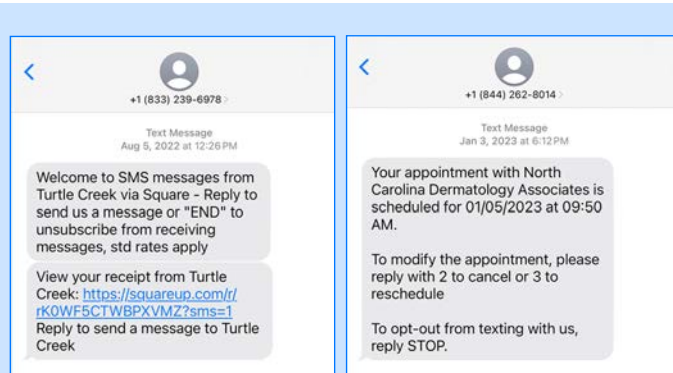 +1 (833) 239-6978 >
Text Message
Aug 5, 2022 at 12:26 PM
Welcome to SMS messages from
Turtle Creek via Square - Reply to
send us a message or "END" to
unsubscribe from receiving
messages, std rates apply
View your receipt from Turtle
Creek: https://squareup.com/r/
rK0WF5CTWBPXVMZ?sms=1
Reply to send a message to Turtle
Creek
+1 (844) 262-8014 >
Text Message
Jan 3, 2023 at 6:12 PM
Your appointment with North
Carolina Dermatology Associates is
scheduled for 01/05/2023 at 09:50
AM.
To modify the appointment, please
reply with 2 to cancel or 3 to
reschedule
To opt-out from texting with us,
reply STOP.